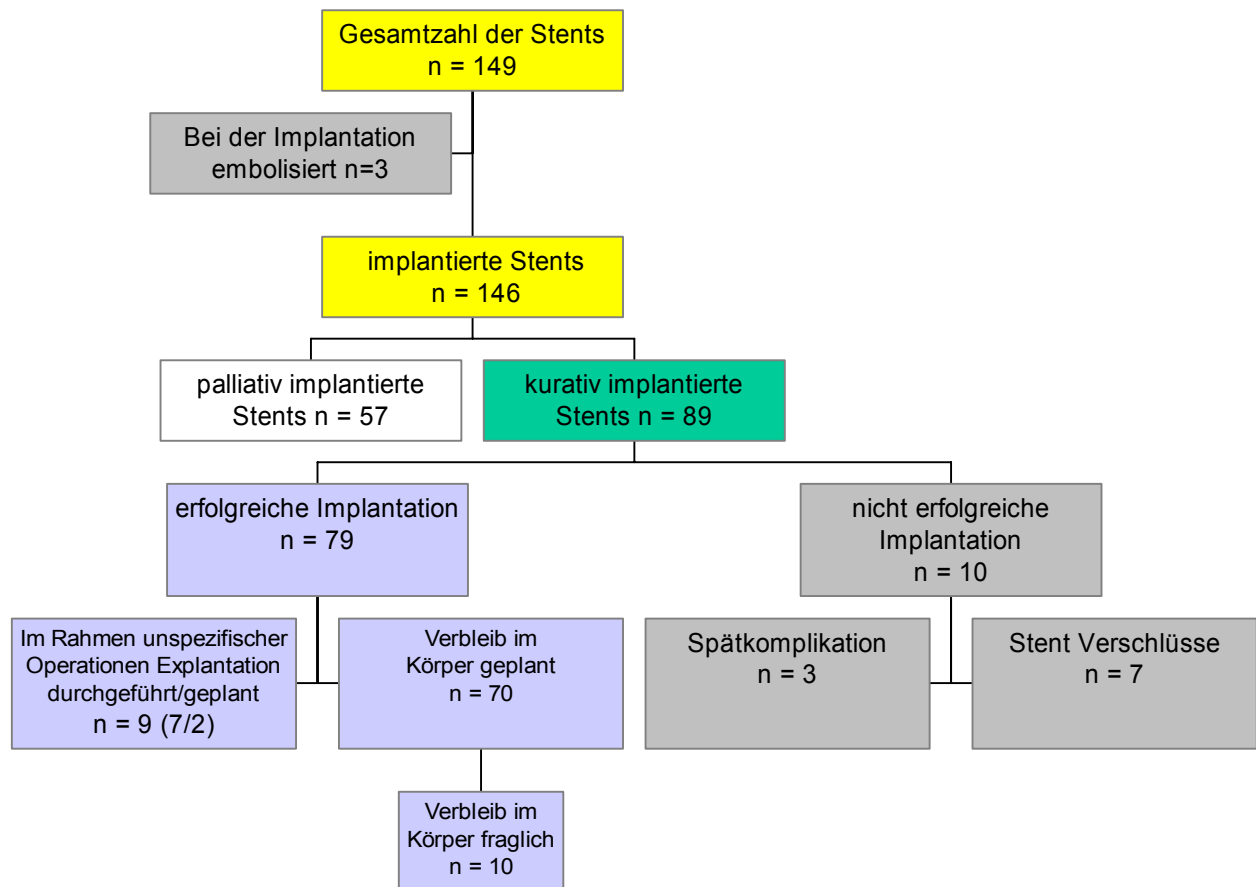 Gesamtzahl der Stents
n = 149
Bei der Implantation
embolisiert n=3
implantierte Stents
n = 146
palliativ implantierte
Stents n = 57
kurativ implantierte
Stents n = 89
erfolgreiche Implantation
n = 79
nicht erfolgreiche
Implantation
n = 10
Im Rahmen unspezifischer
Operationen Explantation
durchgeführt/geplant
n = 9 (7/2)
Verbleib im
Körper geplant
n = 70
Spätkomplikation
n = 3
Stent Verschlüsse
n = 7
Verbleib im
Körper fraglich
n = 10